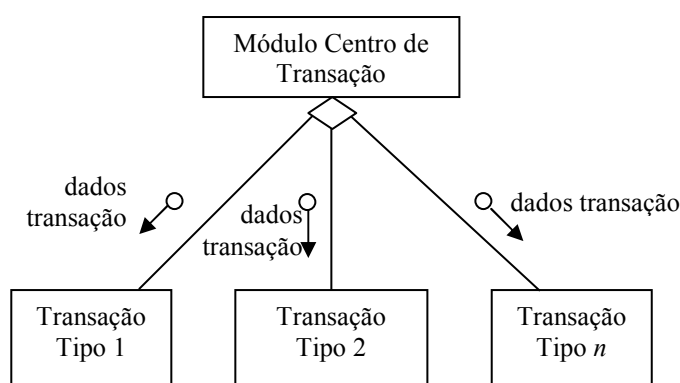 Módulo Centro de
Transação
dados
transação
dados
transação
dados transação
Transação
Tipo 1
Transação
Tipo 2
Transação
Tipo n